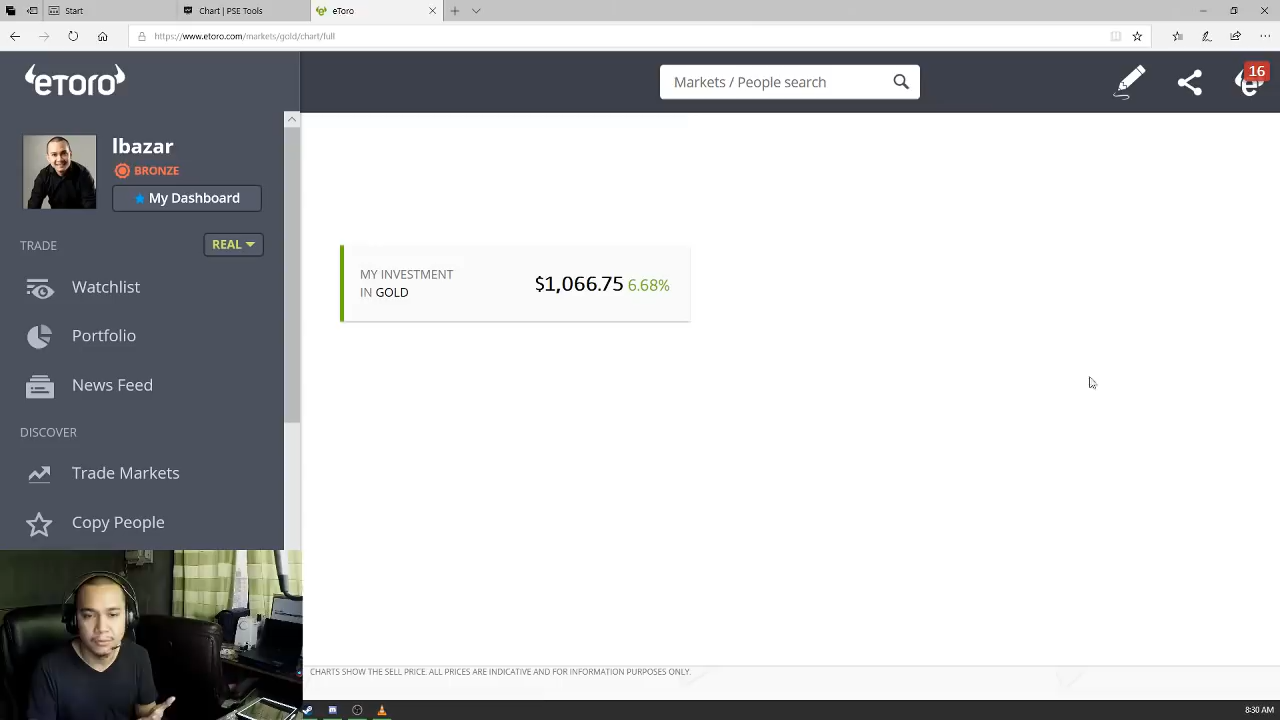 Start
My Dashboard
Chart | PSE Tools
eToro
https://www.etoro.com/markets/gold/chart/full
eToro
Markets / People search
16
lbazar
BRONZE
My Dashboard
TRADE
REAL
Watchlist
Portfolio
News Feed
DISCOVER
Trade Markets
Copy People
MY INVESTMENT
IN GOLD
$1,066.75 6.68%
CHARTS SHOW THE SELL PRICE. ALL PRICES ARE INDICATIVE AND FOR INFORMATION PURPOSES ONLY.
8:30 AM